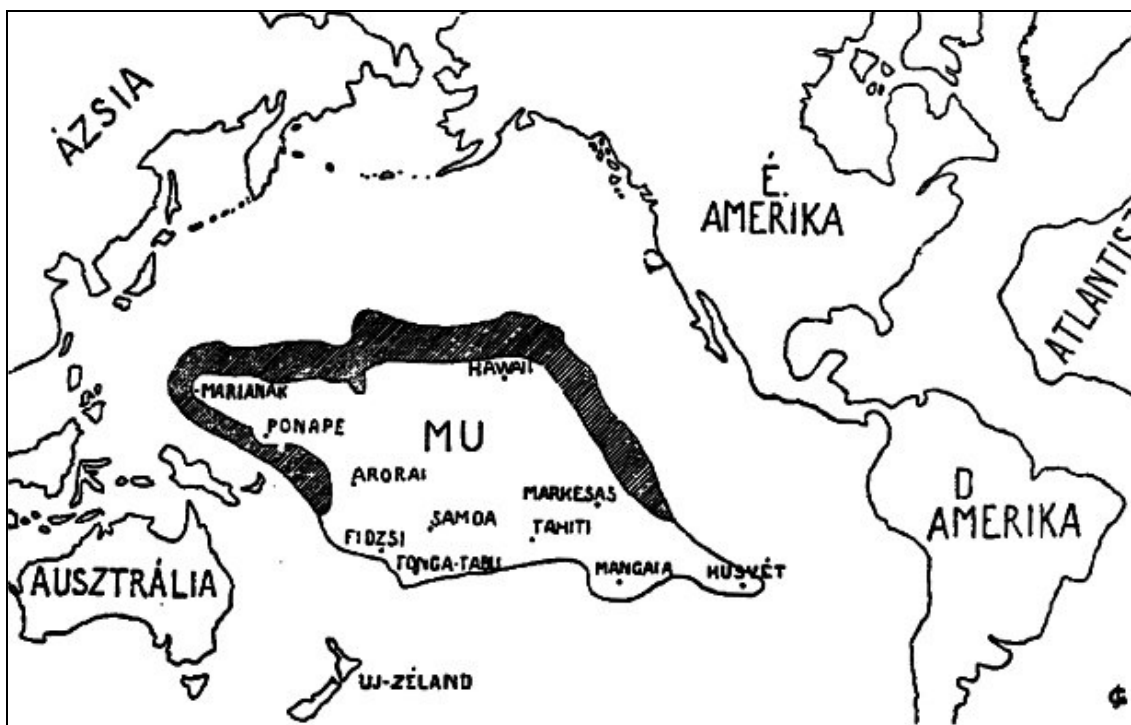 ÁZSIA
É.
AMERIKA
ATLANTISZ
HAWAII
MARIANÁK
PONAPE
MU
ARORAI
MARKESAS
SAMOA
TAHITI
FIDZSI
TONGA-TABU
MANGAIA
HUSVÉT
D
AMERIKA
AUSZTRÁLIA
UJ-ZÉLAND